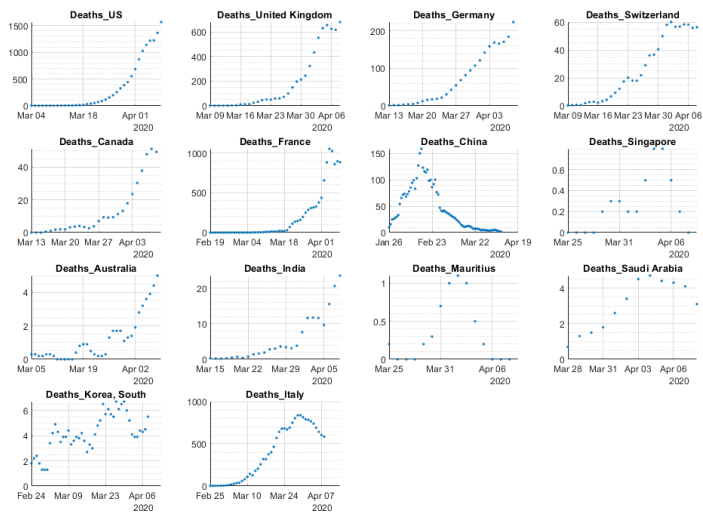 Deaths_US
1500
1000
500
0
Mar 04 Mar 18 Apr 01
2020
Deaths_United Kingdom
600
400
200
0
Mar 09 Mar 16 Mar 23 Mar 30 Apr 06
2020
Deaths_Germany
200
100
0
Mar 13 Mar 20 Mar 27 Apr 03
2020
Deaths_Switzerland
60
40
20
0
Mar 09 Mar 16 Mar 23 Mar 30 Apr 06
2020
Deaths_Canada
40
20
0
Mar 13 Mar 20 Mar 27 Apr 03
2020
Deaths_France
1000
500
0
Feb 19 Mar 04 Mar 18 Apr 01
2020
Deaths_China
150
100
50
0
Jan 26 Feb 23 Mar 22 Apr 19
2020
Deaths_Singapore
0.6
0.4
0.2
0
Mar 25 Mar 31 Apr 06
2020
Deaths_Australia
4
2
0
Mar 05 Mar 19 Apr 02
2020
Deaths_India
20
10
0
Mar 15 Mar 22 Mar 29 Apr 05
2020
Deaths_Mauritius
1
0.5
0
Mar 25 Mar 31 Apr 06
2020
Deaths_Saudi Arabia
4
2
0
Mar 28 Mar 31 Apr 03 Apr 06
2020
Deaths_Korea, South
6
4
2
0
Feb 24 Mar 09 Mar 23 Apr 06
2020
Deaths_Italy
1000
500
0
Feb 25 Mar 10 Mar 24 Apr 07
2020